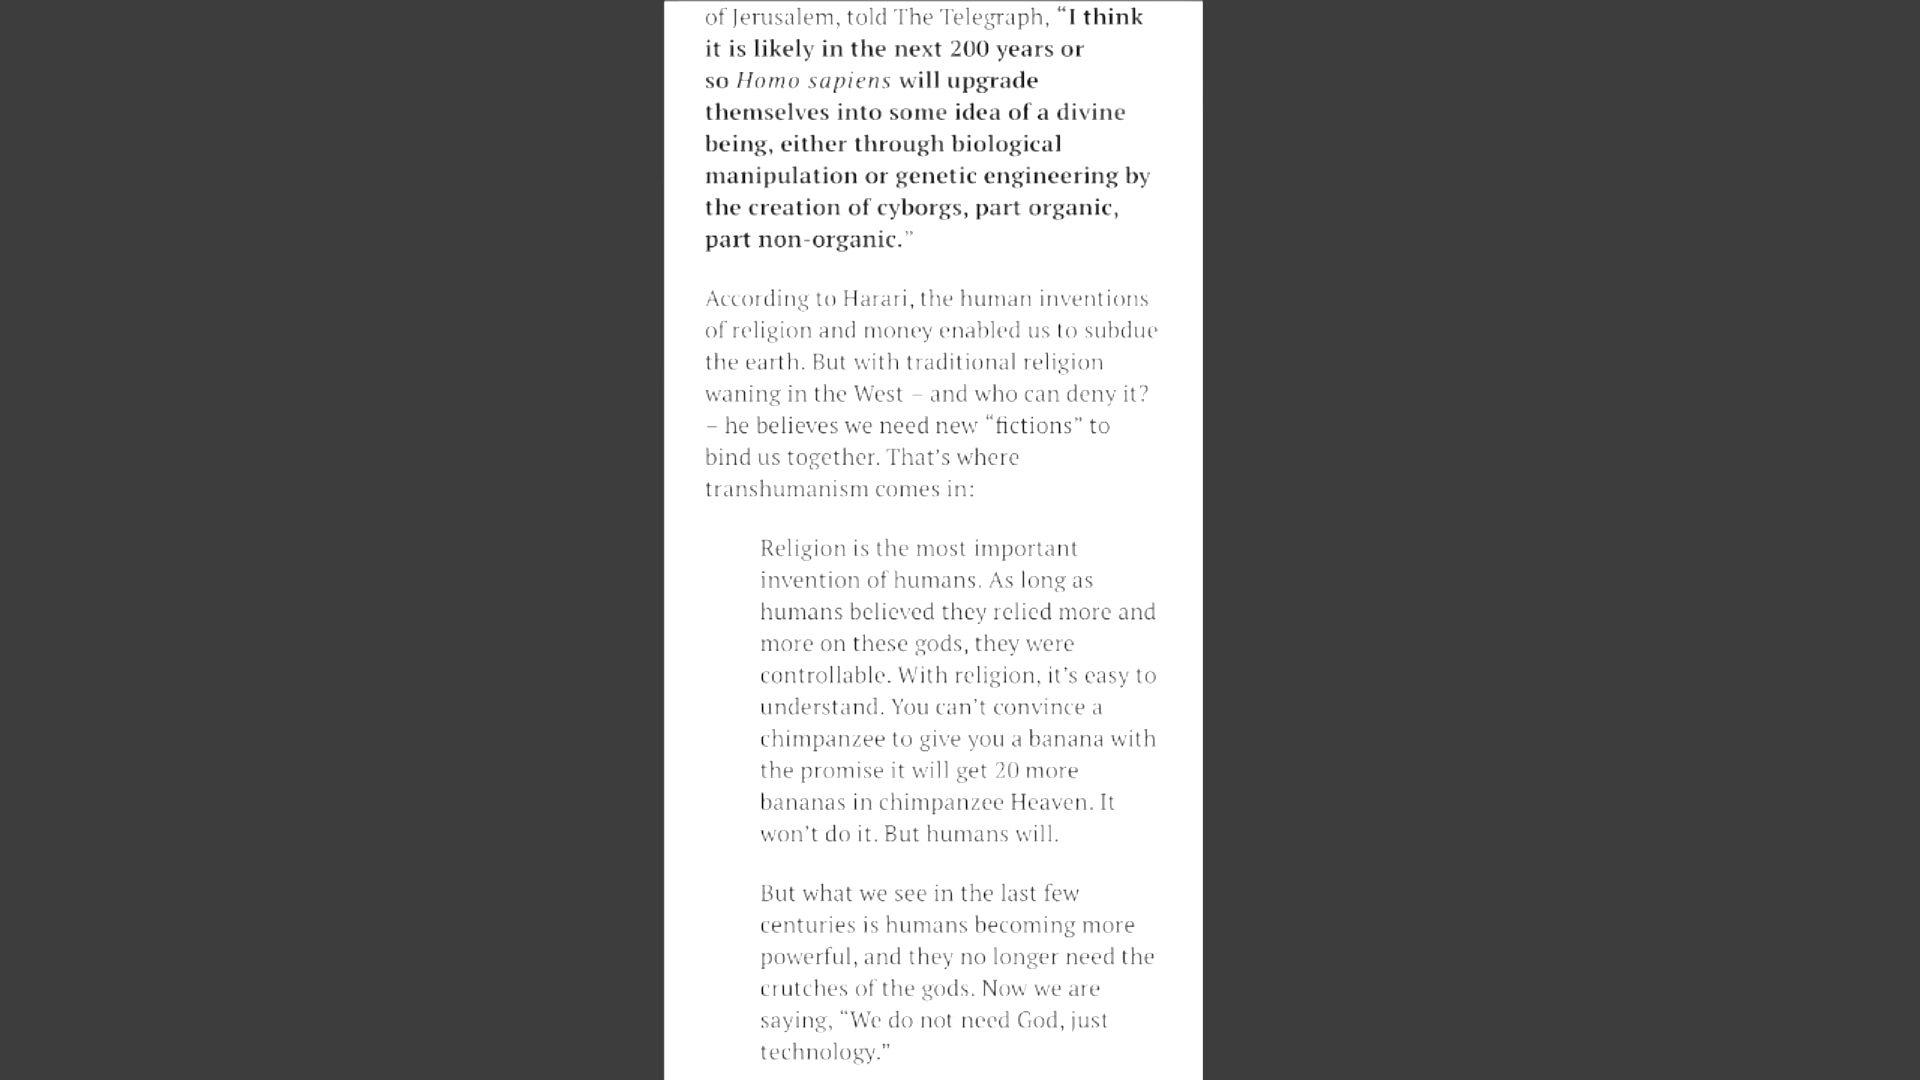 of Jerusalem, told The Telegraph, “I think
it is likely in the next 200 years or
so Homo sapiens will upgrade
themselves into some idea of a divine
being, either through biological
manipulation or genetic engineering by
the creation of cyborgs, part organic,
part non-organic.”
According to Harari, the human inventions
of religion and money enabled us to subdue
the earth. But with traditional religion
waning in the West – and who can deny it?
– he believes we need new “fictions” to
bind us together. That’s where
transhumanism comes in:
Religion is the most important
invention of humans. As long as
humans believed they relied more and
more on these gods, they were
controllable. With religion, it’s easy to
understand. You can’t convince a
chimpanzee to give you a banana with
the promise it will get 20 more
bananas in chimpanzee Heaven. It
won’t do it. But humans will.
But what we see in the last few
centuries is humans becoming more
powerful, and they no longer need the
crutches of the gods. Now we are
saying, “We do not need God, just
technology.”